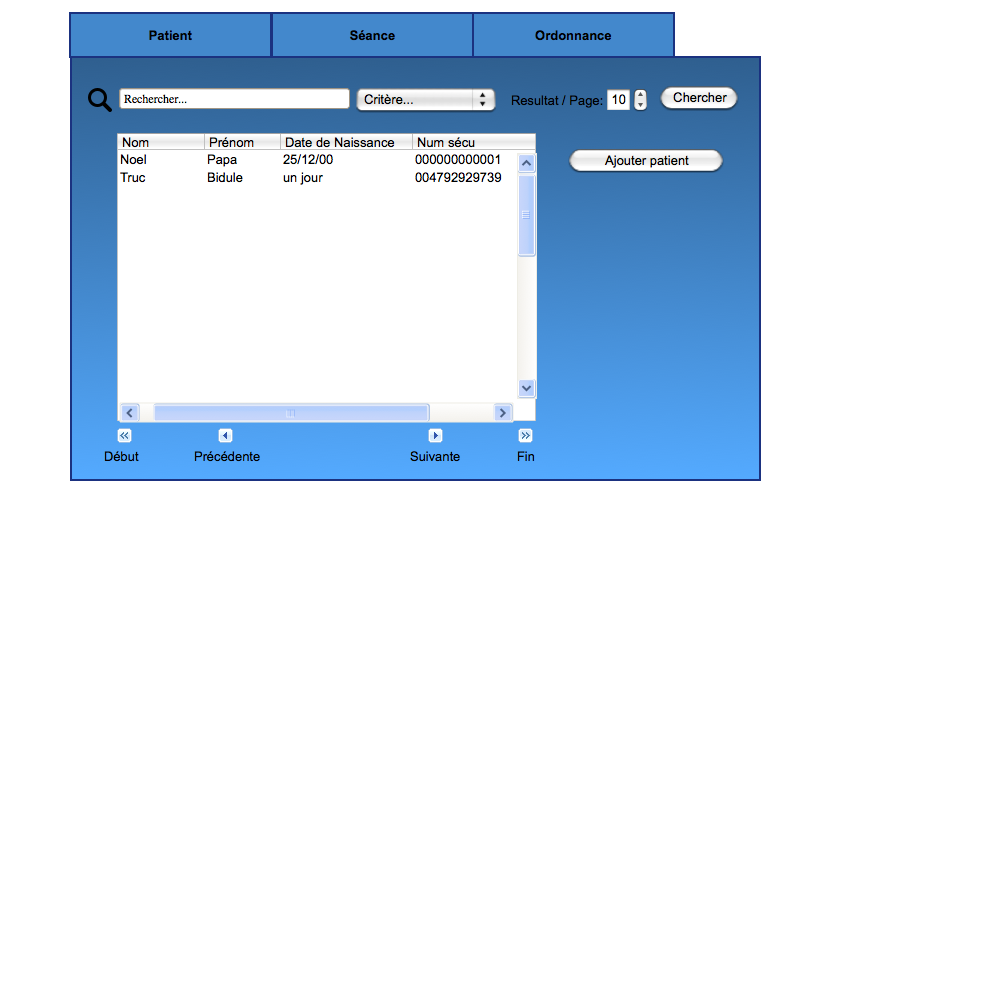 Patient Séance Ordonnance
Rechercher... Critère... Resultat / Page: 10 Chercher
Nom Prénom Date de Naissance Num sécu
Noel Papa 25/12/00 000000000001
Truc Bidule un jour 004792929739
Ajouter patient
Début Précédente Suivante Fin